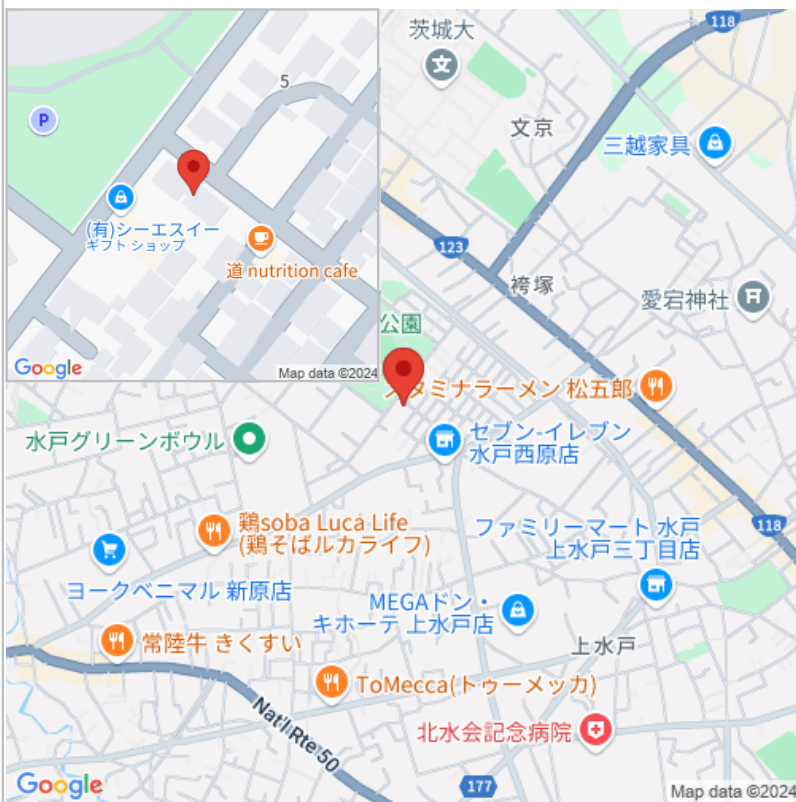 5
P
(有)シーエスイー
ギフト ショップ
道 nutrition cafe
Google
Map data ©2024
茨城大
文
文京
118
三越家具
123
袴塚
愛宕神社
公園
タミナラーメン 松五郎
水戸グリーンボウル
セブン-イレブン
水戸西原店
鶏soba Luca Life
(鶏そばルカライフ)
ファミリーマート 水戸
上水戸三丁目店
118
ヨークベニマル 新原店
MEGAドン・
キホーテ 上水戸店
常陸牛 きくすい
上水戸
ToMecca(トゥーメッカ)
Nat'l Rte 50
北水会記念病院
177
Google
Map data ©2024